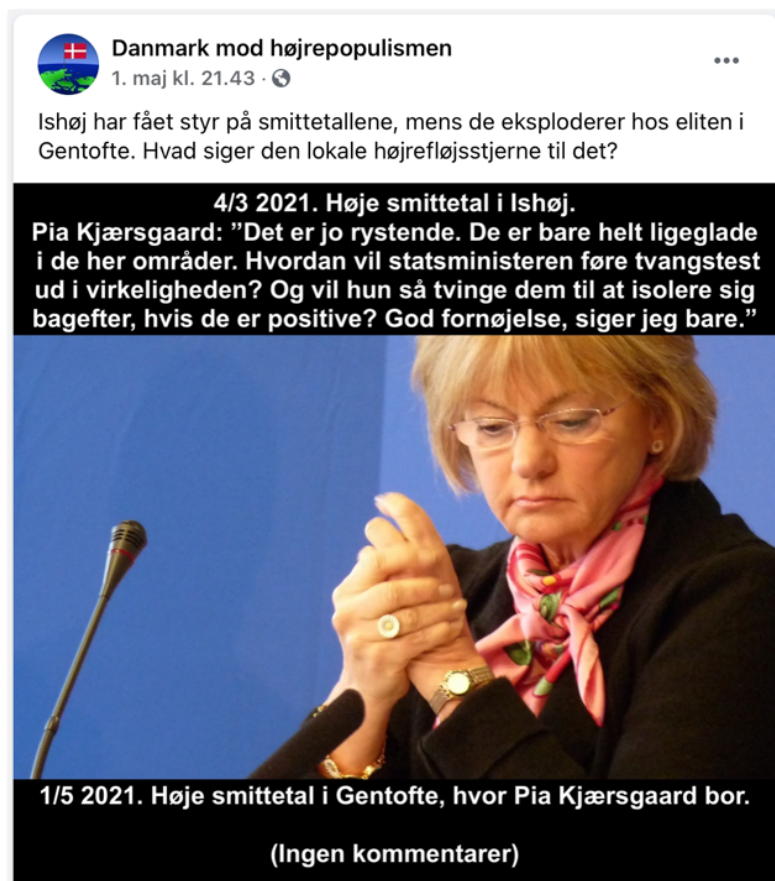 Danmark mod højrepopulismen
1. maj kl. 21.43 ·
Ishøj har fået styr på smittetallene, mens de eksploderer hos eliten i
Gentofte. Hvad siger den lokale højrefløjsstjerne til det?
4/3 2021. Høje smittetal i Ishøj.
Pia Kjærsgaard: ”Det er jo rystende. De er bare helt ligeglade
i de her områder. Hvordan vil statsministeren føre tvangstest
ud i virkeligheden? Og vil hun så tvinge dem til at isolere sig
bagefter, hvis de er positive? God fornøjelse, siger jeg bare.”
1/5 2021. Høje smittetal i Gentofte, hvor Pia Kjærsgaard bor.
(Ingen kommentarer)